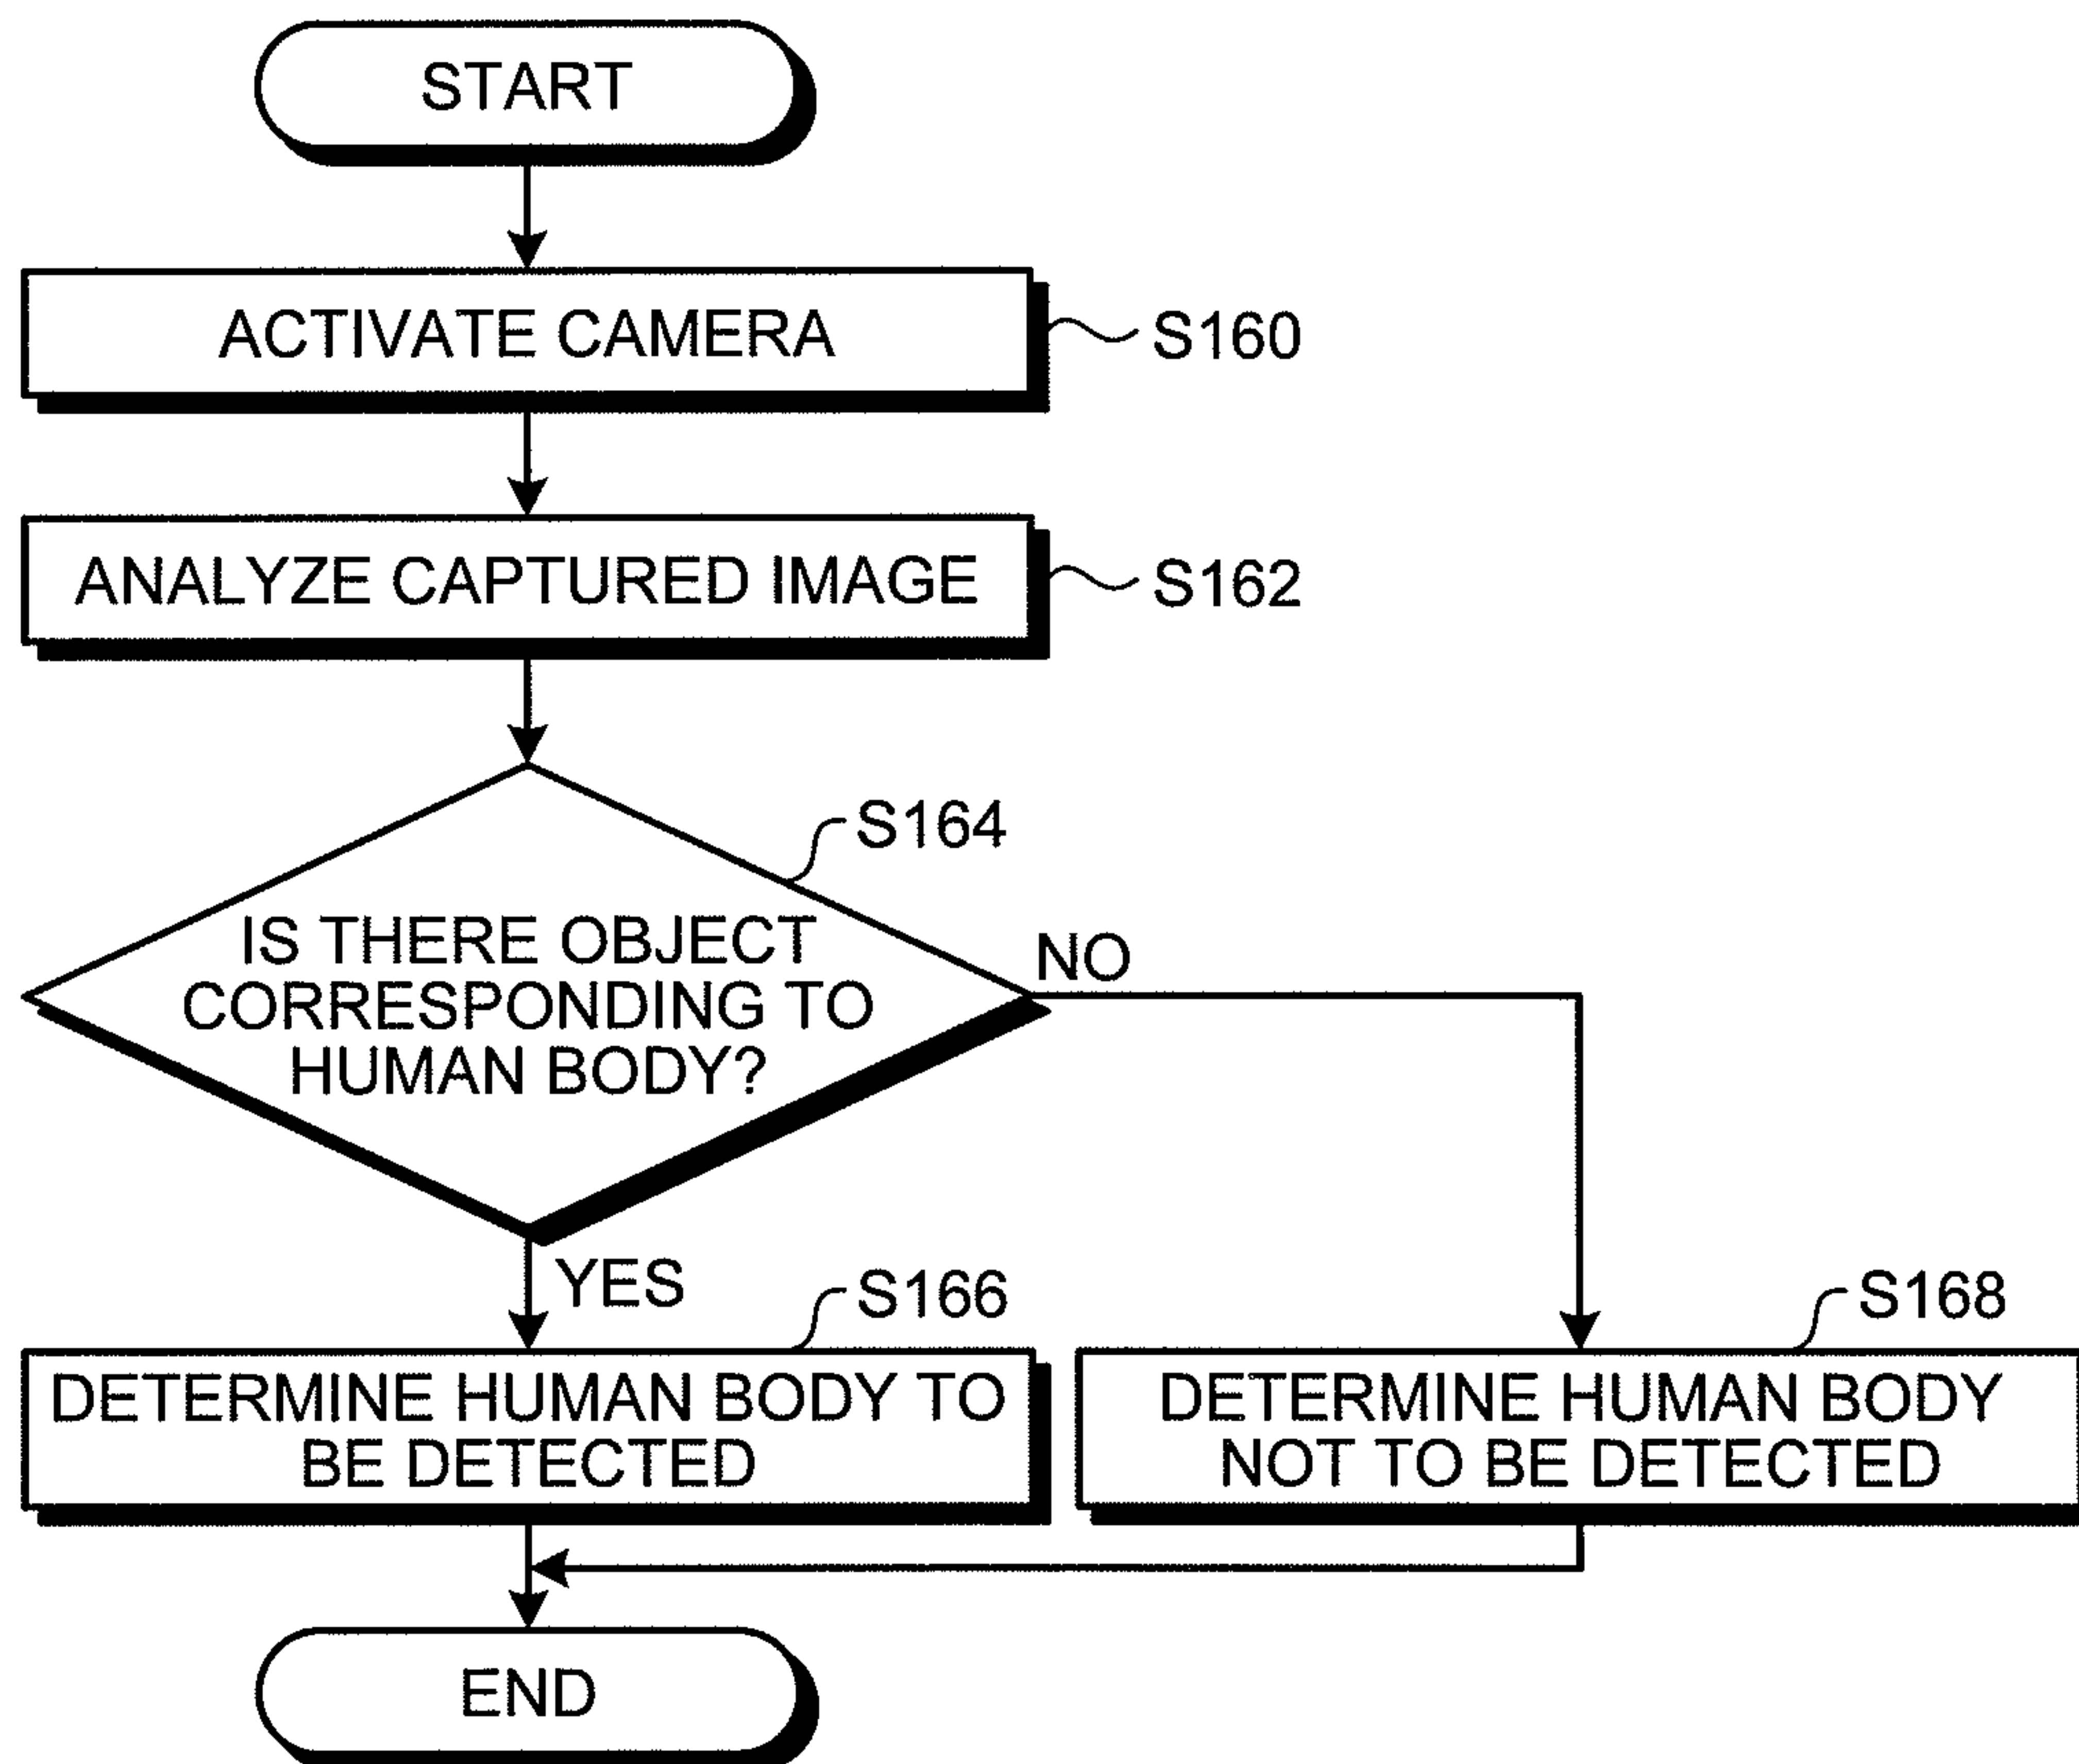 START
ACTIVATE CAMERA
S160
ANALYZE CAPTURED IMAGE
S162
S164
IS THERE OBJECT
CORRESPONDING TO
HUMAN BODY?
NO
YES
S166
DETERMINE HUMAN BODY TO
BE DETECTED
S168
DETERMINE HUMAN BODY
NOT TO BE DETECTED
END